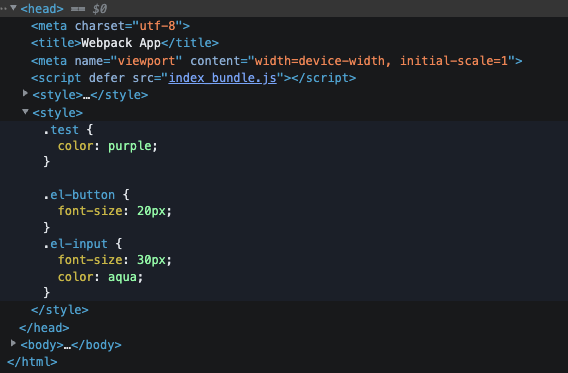 <head> == $0
<meta charset="utf-8">
<title>Webpack App</title>
<meta name="viewport" content="width=device-width, initial-scale=1">
<script defer src="index_bundle.js"></script>
<style>…</style>
<style>
.test {
color: purple;
}
.el-button {
font-size: 20px;
}
.el-input {
font-size: 30px;
color: aqua;
}
</style>
</head>
<body>…</body>
</html>